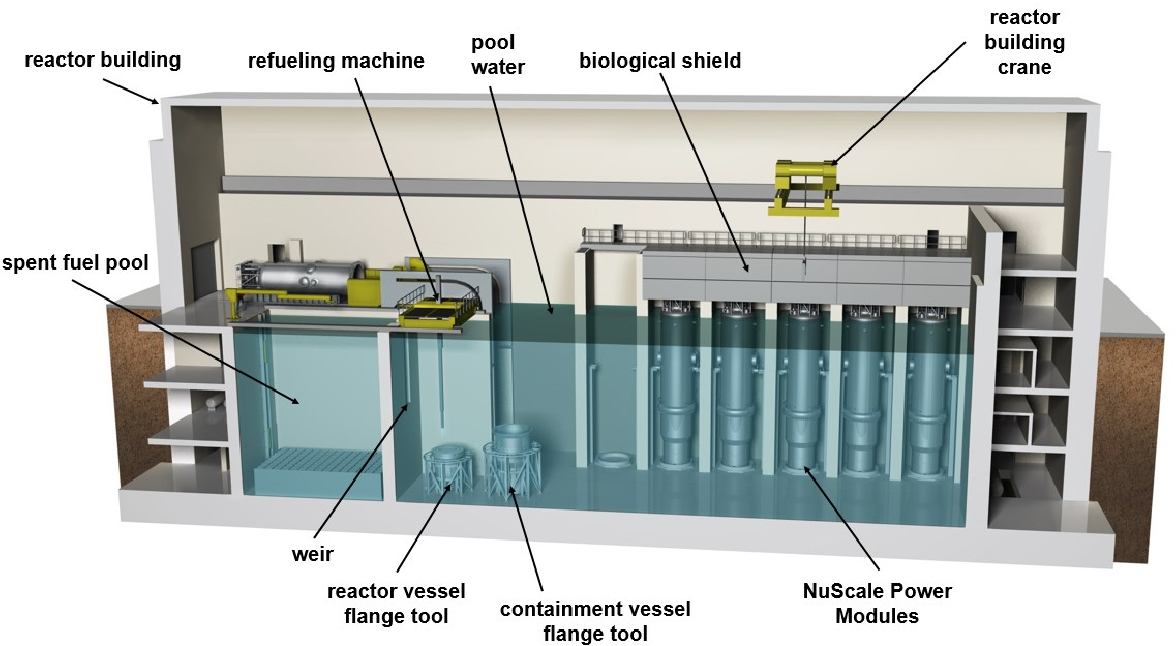 reactor building
refueling machine
pool
water
biological shield
reactor
building
crane
spent fuel pool
weir
reactor vessel
flange tool
containment vessel
flange tool
NuScale Power
Modules